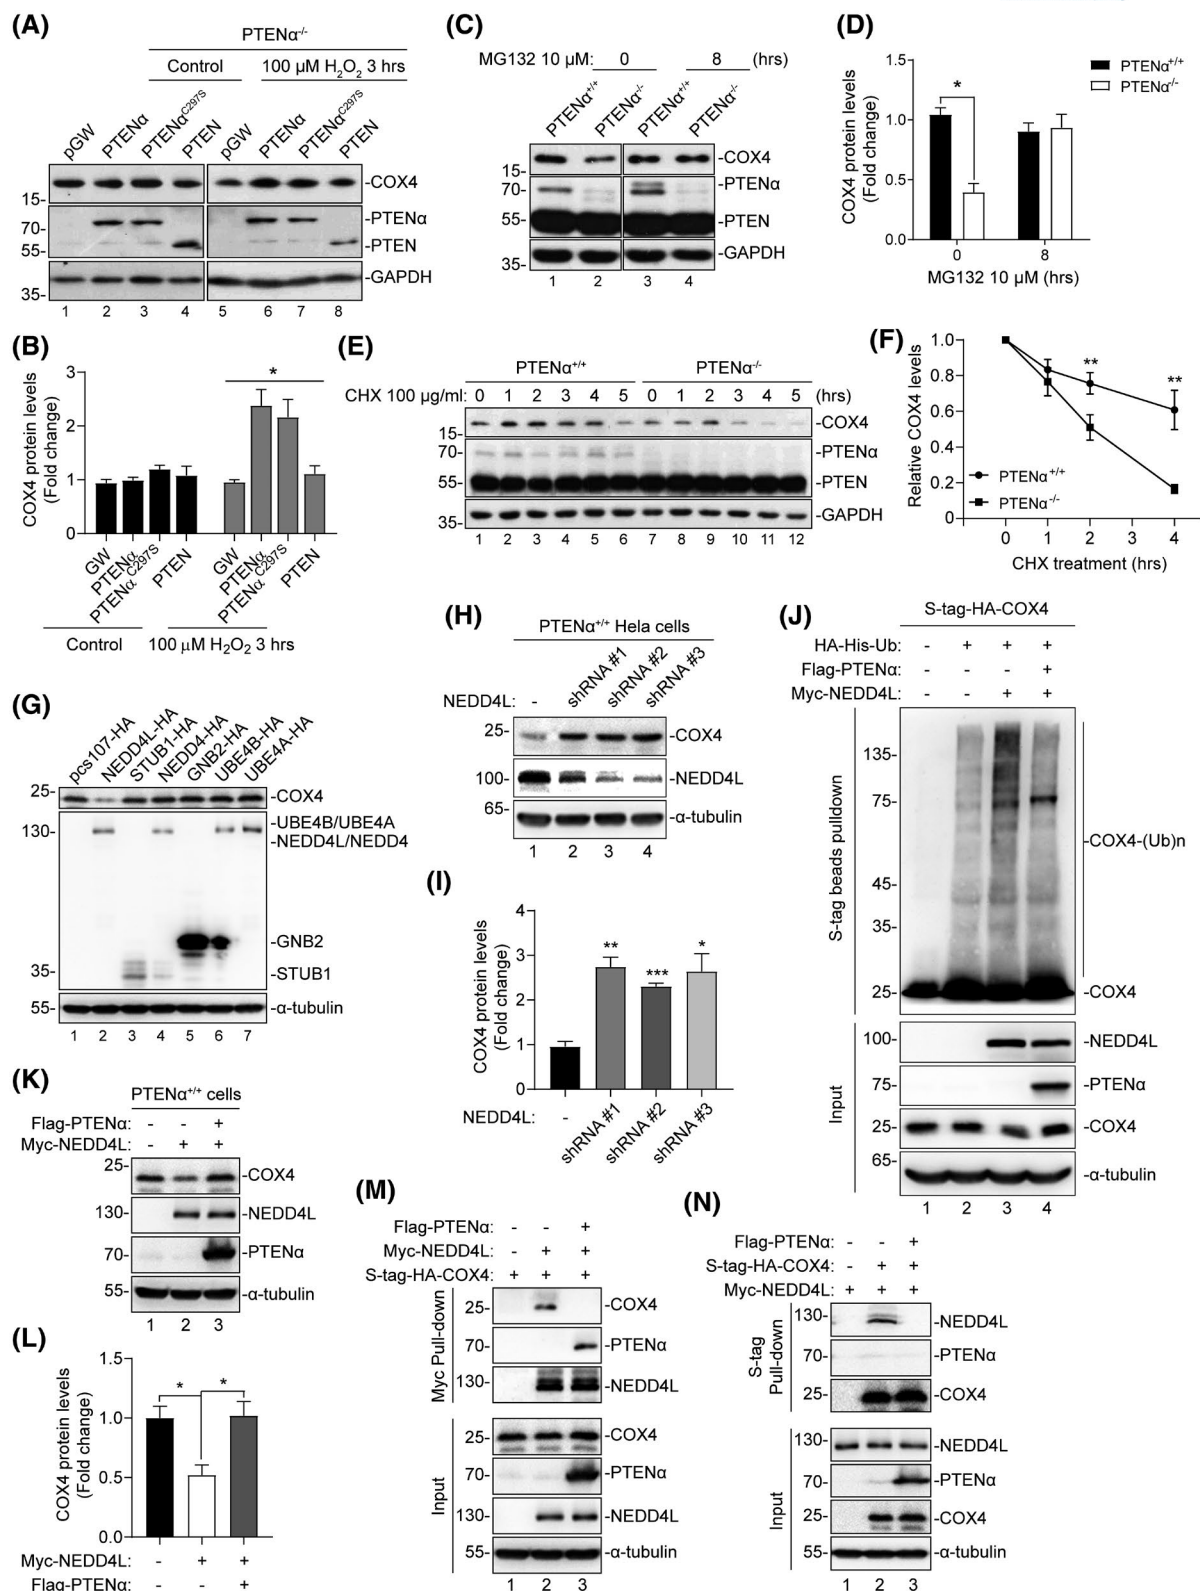 (A)
PTENα-/-
Control
100 µM H2O2 3 hrs
pGW
PTENα
PTENαC297S
PTEN
pGW
PTENα
PTENαC297S
PTEN
-COX4
15-
-PTENα
70-
-PTEN
55-
-GAPDH
35-
1 2 3 4 5 6 7 8
(B)
COX4 protein levels
(Fold change)
3
2
1
0
*
GW
PTENα
PTENαC297S
PTEN
GW
PTENα
PTENαC297S
PTEN
Control
100 µM H2O2 3 hrs
(C)
MG132 10 µM: 0 8 (hrs)
PTENα+/+
PTENα-/-
PTENα+/+
PTENα-/-
-COX4
15-
-PTENα
70-
-PTEN
55-
-GAPDH
35-
1 2 3 4
(D)
COX4 protein levels
(Fold change)
1.5
1.0
0.5
0.0
*
PTENα+/+
PTENα-/-
0 8
MG132 10 µM (hrs)
(E)
PTENα+/+ PTENα-/-
CHX 100 µg/ml: 0 1 2 3 4 5 0 1 2 3 4 5 (hrs)
-COX4
15-
70- -PTENα
55- -PTEN
-GAPDH
35-
1 2 3 4 5 6 7 8 9 10 11 12
(F)
Relative COX4 levels
1.0
0.8
0.6
0.4
0.2
0
**
**
PTENα+/+
PTENα-/-
0 1 2 3 4
CHX treatment (hrs)
(G)
pcs107-HA
NEDD4L-HA
STUB1-HA
NEDD4-HA
GNB2-HA
UBE4B-HA
UBE4A-HA
25- -COX4
-UBE4B/UBE4A
130-
-NEDD4L/NEDD4
-GNB2
35- -STUB1
55- -α-tubulin
1 2 3 4 5 6 7
(H)
PTENα+/+ Hela cells
shRNA #1
shRNA #2
shRNA #3
NEDD4L: -
25- -COX4
100- -NEDD4L
65-
-α-tubulin
1 2 3 4
(I)
COX4 protein levels
(Fold change)
4
3
2
1
0
**
***
*
NEDD4L: -
shRNA #1
shRNA #2
shRNA #3
(J)
S-tag-HA-COX4
HA-His-Ub: - + + +
Flag-PTENα: - - - +
Myc-NEDD4L: - - + +
S-tag beads pulldown
135-
75-
-COX4-(Ub)n
45-
35-
25- -COX4
Input
100- -NEDD4L
75- -PTENα
25- -COX4
65-
-α-tubulin
1 2 3 4
(K)
PTENα+/+ cells
Flag-PTENα: - - +
Myc-NEDD4L: - + +
25-
-COX4
130- -NEDD4L
70- -PTENα
55- -α-tubulin
1 2 3
(L)
COX4 protein levels
(Fold change)
1.5
1.0
0.5
0.0
* *
Myc-NEDD4L: - + +
Flag-PTENα: - - +
(M)
Flag-PTENα: - - +
Myc-NEDD4L: - + +
S-tag-HA-COX4: + + +
Myc Pull-down
25- -COX4
70- -PTENα
130- -NEDD4L
Input
25- -COX4
70- -PTENα
130- -NEDD4L
55- -α-tubulin
1 2 3
(N)
Flag-PTENα: - - +
S-tag-HA-COX4: - + +
Myc-NEDD4L: + + +
S-tag
Pull-down
130- -NEDD4L
70- -PTENα
25- -COX4
Input
130- -NEDD4L
70- -PTENα
25- -COX4
55- -α-tubulin
1 2 3